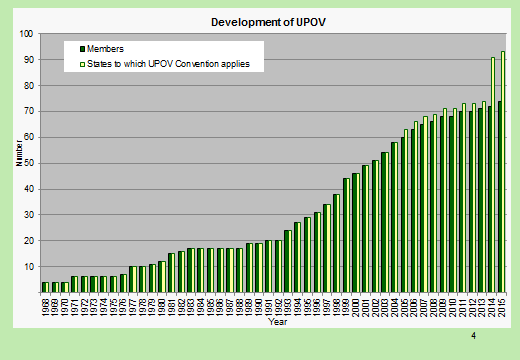 Development of UPOV
Members
States to which UPOV Convention applies
100
90
80
70
60
50
40
30
20
10
Number
1968 1969 1970 1971 1972 1973 1974 1975 1976 1977 1978 1979 1980 1981 1982 1983 1984 1985 1986 1987 1988 1989 1990 1991 1992 1993 1994 1995 1996 1997 1998 1999 2000 2001 2002 2003 2004 2005 2006 2007 2008 2009 2010 2011 2012 2013 2014 2015
Year
4